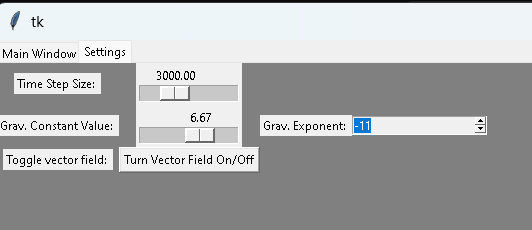 tk
Main Window Settings
3000.00
Time Step Size:
6.67
Grav. Constant Value: Grav. Exponent: -11
Toggle vector field: Turn Vector Field On/Off